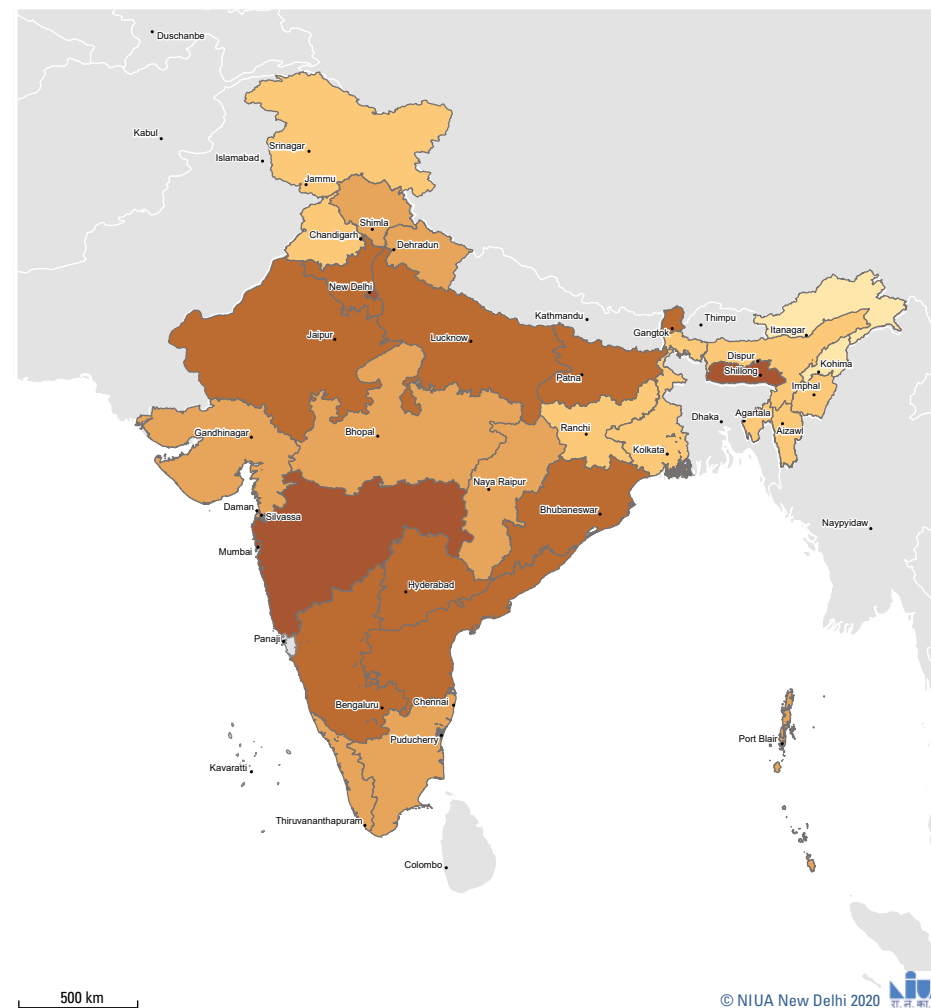 Duschanbe
Kabul
Srinagar
Islamabad
Jammu
Shimla
Chandigarh
Dehradun
New Delhi
Kathmandu
Thimpu
Gangtok
Itanagar
Jaipur
Lucknow
Dispur
Kohima
Shillong
Patna
Imphal
Dhaka
Agartala
Ranchi
Aizawl
Gandhinagar
Bhopal
Kolkata
Naya Raipur
Daman
Silvassa
Bhubaneswar
Naypyidaw
Mumbai
Hyderabad
Panaji
Bengaluru
Chennai
Puducherry
Port Blair
Kavaratti
Thiruvananthapuram
Colombo
500 km
© NIUA New Delhi 2020
NIU
रा. न. का.